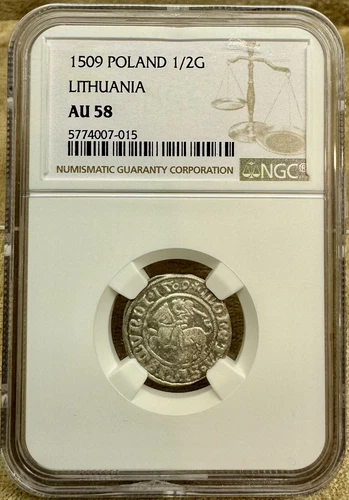 1509 POLAND 1/2G
LITHUANIA
AU 58
5774007-015
NUMISMATIC GUARANTY CORPORATION
NGC